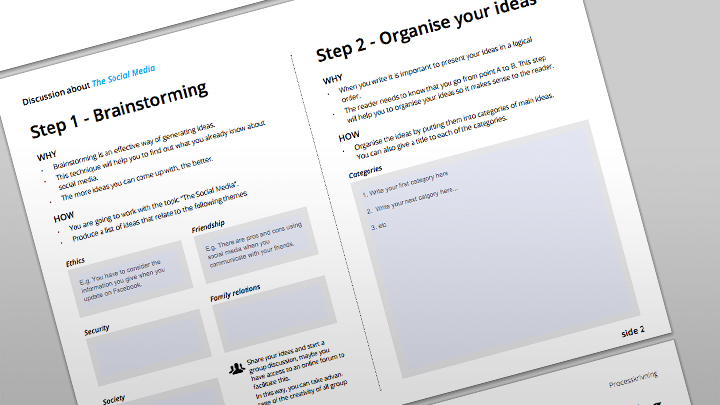 Discussion about The Social Media
Step 1 - Brainstorming
WHY
• Brainstorming is an effective way of generating ideas.
• This technique will help you to find out what you already know about
social media.
• The more ideas you can come up with, the better.
HOW
• You are going to work with the topic "The Social Media".
• Produce a list of ideas that relate to the following themes
Ethics
E.g. You have to consider the
information you give when you
update on Facebook.
Friendship
E.g. There are pros and cons using
social media when you
communicate with your friends.
Security
Family relations
Society
Share your ideas and start a
group discussion, maybe you
have access to an online forum to
facilitate this.
In this way, you can take advan-
tage of the creativity of all group
Step 2 - Organise your ideas
WHY
• When you write it is important to present your ideas in a logical
order.
• The reader needs to know that you go from point A to B. This step
will help you to organise your ideas so it makes sense to the reader.
HOW
• Organise the ideas by putting them into categories of main ideas.
You can also give a title to each of the categories.
Categories
1. Write your first category here
2. Write your next catgory here...
3. etc
side 2
Processkrivning